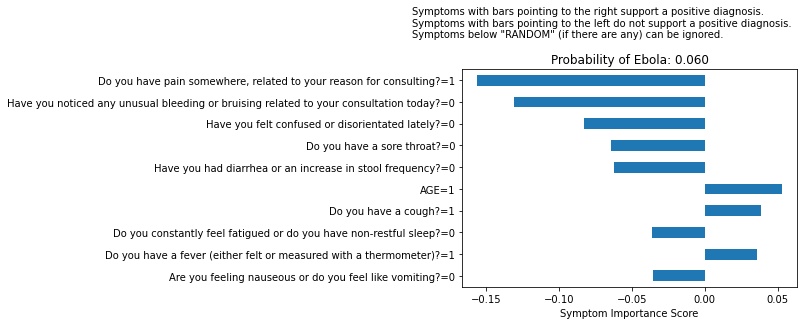 Symptoms with bars pointing to the right support a positive diagnosis.
Symptoms with bars pointing to the left do not support a positive diagnosis.
Symptoms below "RANDOM" (if there are any) can be ignored.
Probability of Ebola: 0.060
Do you have pain somewhere, related to your reason for consulting?=1
Have you noticed any unusual bleeding or bruising related to your consultation today?=0
Have you felt confused or disorientated lately?=0
Do you have a sore throat?=0
Have you had diarrhea or an increase in stool frequency?=0
AGE=1
Do you have a cough?=1
Do you constantly feel fatigued or do you have non-restful sleep?=0
Do you have a fever (either felt or measured with a thermometer)?=1
Are you feeling nauseous or do you feel like vomiting?=0
−0.15 −0.10 −0.05 0.00 0.05
Symptom Importance Score